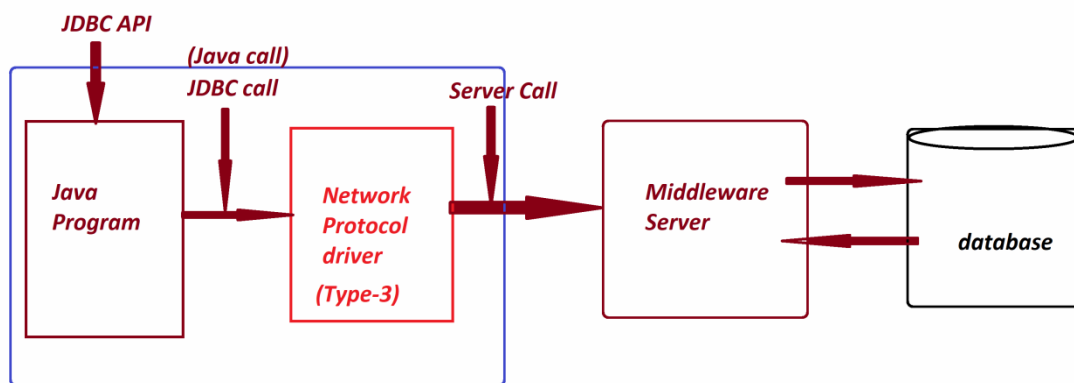 JDBC API
(Java call)
JDBC call
Server Call
Java
Program
Network
Protocol
driver
(Type-3)
Middleware
Server
database